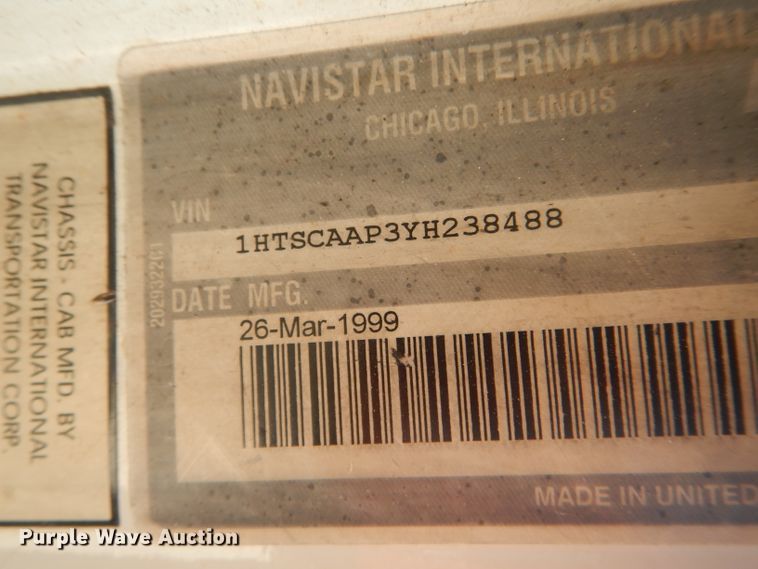 NAVISTAR INTERNATIONAL
CHICAGO, ILLINOIS
VIN
1HTSCAAP3YH238488
DATE MFG.
26-Mar-1999
MADE IN UNITED
2029322C1
CHASSIS - CAB MFD. BY
NAVISTAR INTERNATIONAL
TRANSPORTATION CORP.
Purple Wave Auction